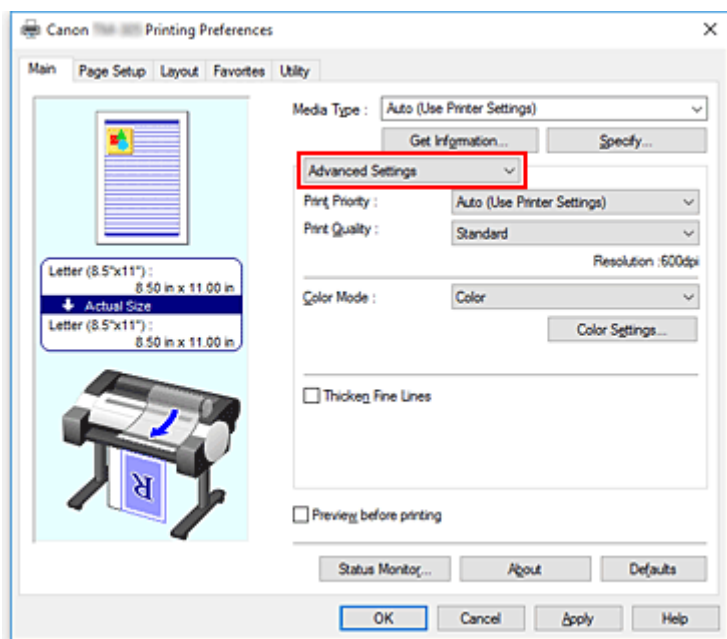 Canon Printing Preferences
Main Page Setup Layout Favorites Utility
Media Type : Auto (Use Printer Settings)
Get Information... Specify...
Advanced Settings
Print Priority : Auto (Use Printer Settings)
Print Quality : Standard
Resolution :600dpi
Letter (8.5"x11") :
8.50 in x 11.00 in
Actual Size
Letter (8.5"x11") :
8.50 in x 11.00 in
Color Mode : Color
Color Settings...
Thicken Fine Lines
R
Preview before printing
Status Monitor... About Defaults
OK Cancel Apply Help